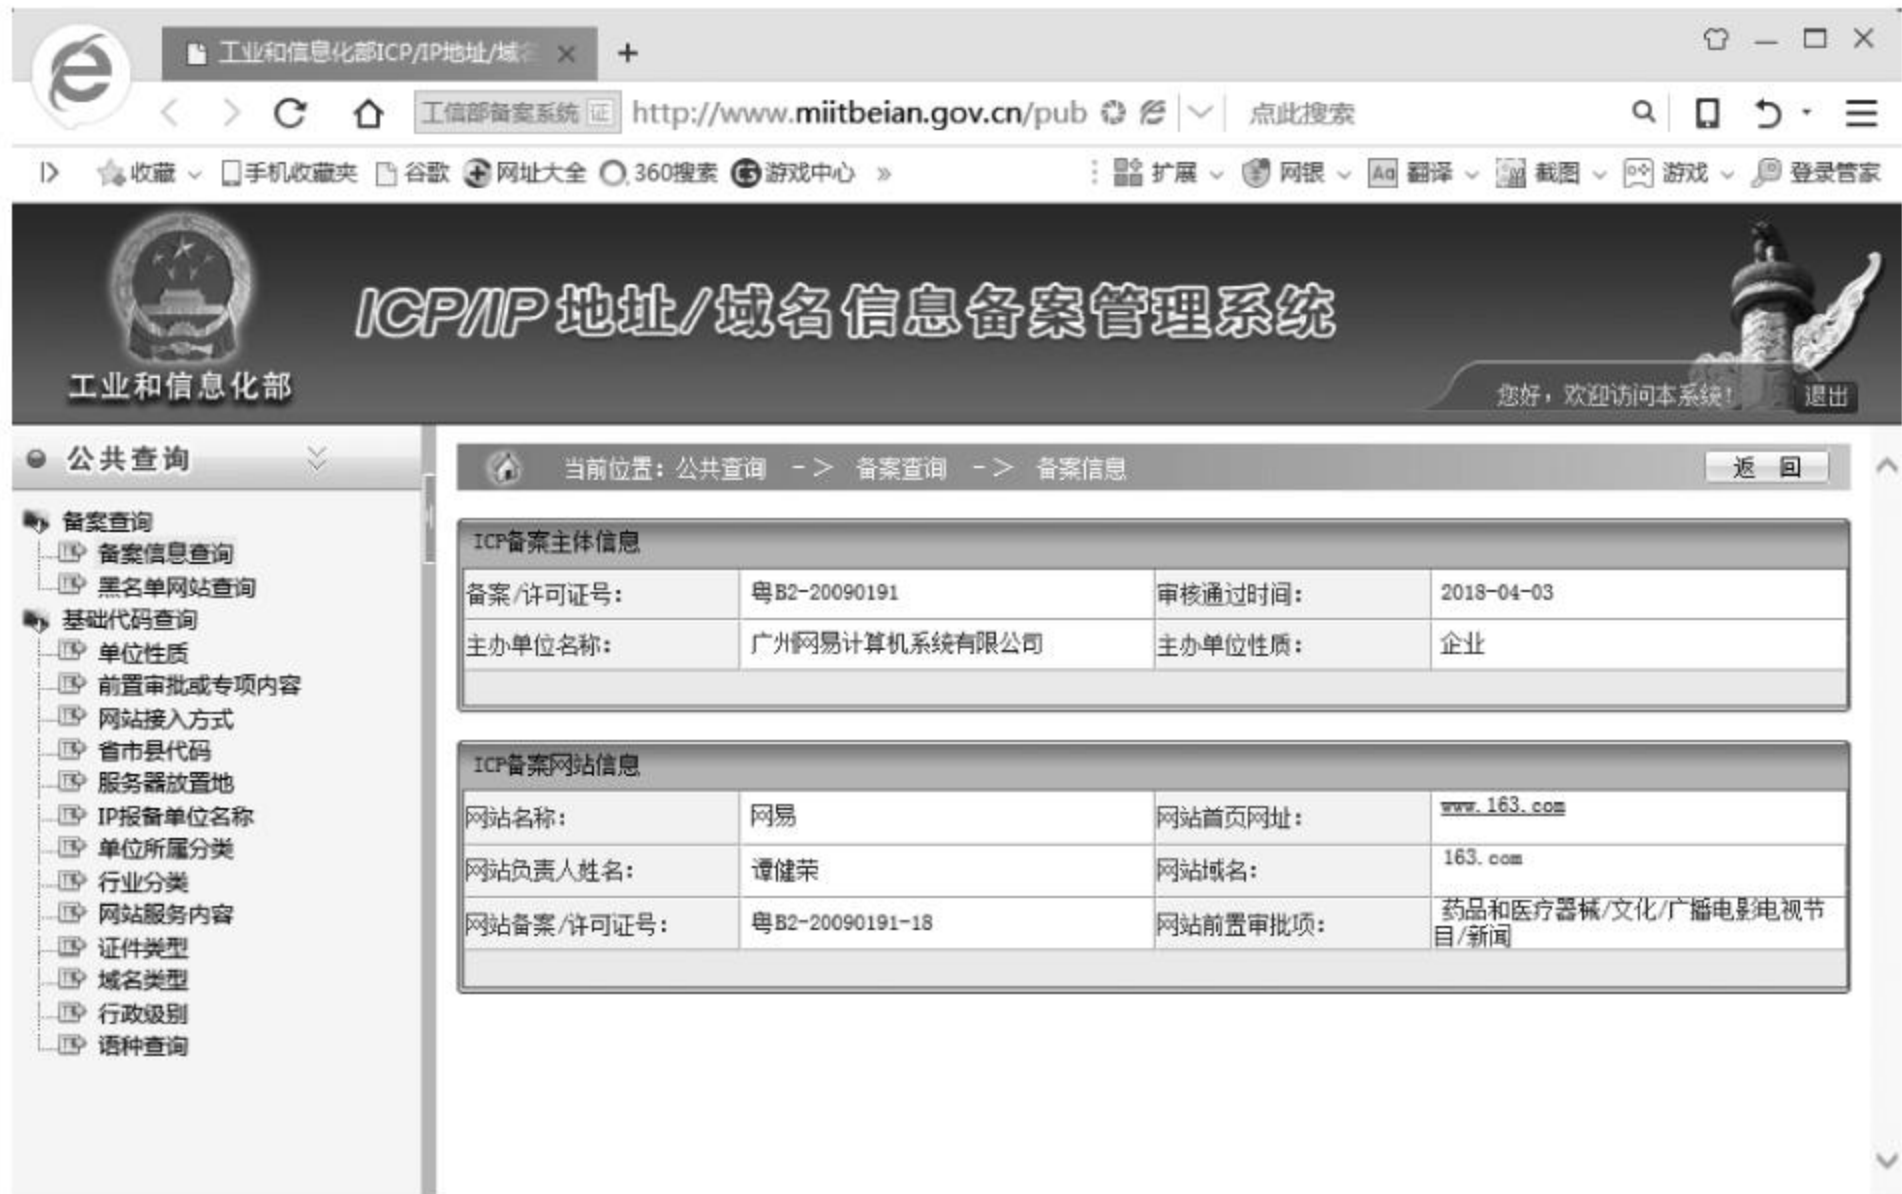 工业和信息化部ICP/IP地址/域名
工信部备案系统 证 http://www.miitbeian.gov.cn/pub 点此搜索
收藏 手机收藏夹 谷歌 网址大全 360搜索 游戏中心 » 扩展 网银 翻译 截图 游戏 登录管家
ICP/IP地址/域名信息备案管理系统
工业和信息化部
您好，欢迎访问本系统! 退出
公共查询
当前位置：公共查询 -> 备案查询 -> 备案信息 返 回
备案查询
备案信息查询
黑名单网站查询
基础代码查询
单位性质
前置审批或专项内容
网站接入方式
省市县代码
服务器放置地
IP报备单位名称
单位所属分类
行业分类
网站服务内容
证件类型
域名类型
行政级别
语种查询
ICP备案主体信息
备案/许可证号： 粤B2-20090191 审核通过时间： 2018-04-03
主办单位名称： 广州网易计算机系统有限公司 主办单位性质： 企业
ICP备案网站信息
网站名称： 网易 网站首页网址： www.163.com
网站负责人姓名： 谭健荣 网站域名： 163.com
网站备案/许可证号： 粤B2-20090191-18 网站前置审批项： 药品和医疗器械/文化/广播电影电视节
目/新闻